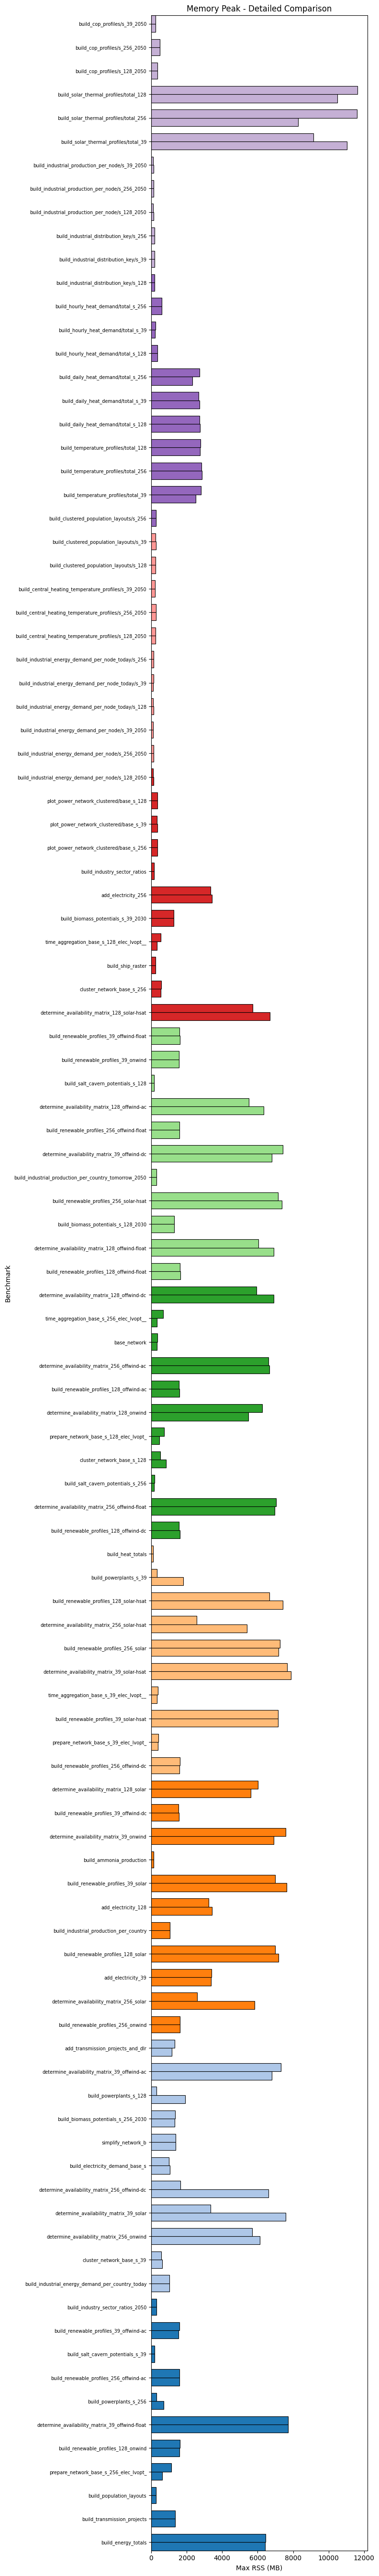 Memory Peak - Detailed Comparison
build_cop_profiles/s_39_2050
build_cop_profiles/s_256_2050
build_cop_profiles/s_128_2050
build_solar_thermal_profiles/total_128
build_solar_thermal_profiles/total_256
build_solar_thermal_profiles/total_39
build_industrial_production_per_node/s_39_2050
build_industrial_production_per_node/s_256_2050
build_industrial_production_per_node/s_128_2050
build_industrial_distribution_key/s_256
build_industrial_distribution_key/s_39
build_industrial_distribution_key/s_128
build_hourly_heat_demand/total_s_256
build_hourly_heat_demand/total_s_39
build_hourly_heat_demand/total_s_128
build_daily_heat_demand/total_s_256
build_daily_heat_demand/total_s_39
build_daily_heat_demand/total_s_128
build_temperature_profiles/total_128
build_temperature_profiles/total_256
build_temperature_profiles/total_39
build_clustered_population_layouts/s_256
build_clustered_population_layouts/s_39
build_clustered_population_layouts/s_128
build_central_heating_temperature_profiles/s_39_2050
build_central_heating_temperature_profiles/s_256_2050
build_central_heating_temperature_profiles/s_128_2050
build_industrial_energy_demand_per_node_today/s_256
build_industrial_energy_demand_per_node_today/s_39
build_industrial_energy_demand_per_node_today/s_128
build_industrial_energy_demand_per_node/s_39_2050
build_industrial_energy_demand_per_node/s_256_2050
build_industrial_energy_demand_per_node/s_128_2050
plot_power_network_clustered/base_s_128
plot_power_network_clustered/base_s_39
plot_power_network_clustered/base_s_256
build_industry_sector_ratios
add_electricity_256
build_biomass_potentials_s_39_2030
time_aggregation_base_s_128_elec_lvopt__
build_ship_raster
cluster_network_base_s_256
determine_availability_matrix_128_solar-hsat
build_renewable_profiles_39_offwind-float
build_renewable_profiles_39_onwind
build_salt_cavern_potentials_s_128
determine_availability_matrix_128_offwind-ac
build_renewable_profiles_256_offwind-float
determine_availability_matrix_39_offwind-dc
build_industrial_production_per_country_tomorrow_2050
build_renewable_profiles_256_solar-hsat
build_biomass_potentials_s_128_2030
determine_availability_matrix_128_offwind-float
build_renewable_profiles_128_offwind-float
determine_availability_matrix_128_offwind-dc
time_aggregation_base_s_256_elec_lvopt__
base_network
determine_availability_matrix_256_offwind-ac
build_renewable_profiles_128_offwind-ac
determine_availability_matrix_128_onwind
prepare_network_base_s_128_elec_lvopt_
cluster_network_base_s_128
build_salt_cavern_potentials_s_256
determine_availability_matrix_256_offwind-float
build_renewable_profiles_128_offwind-dc
build_heat_totals
build_powerplants_s_39
build_renewable_profiles_128_solar-hsat
determine_availability_matrix_256_solar-hsat
build_renewable_profiles_256_solar
determine_availability_matrix_39_solar-hsat
time_aggregation_base_s_39_elec_lvopt__
build_renewable_profiles_39_solar-hsat
prepare_network_base_s_39_elec_lvopt_
build_renewable_profiles_256_offwind-dc
determine_availability_matrix_128_solar
build_renewable_profiles_39_offwind-dc
determine_availability_matrix_39_onwind
build_ammonia_production
build_renewable_profiles_39_solar
add_electricity_128
build_industrial_production_per_country
build_renewable_profiles_128_solar
add_electricity_39
determine_availability_matrix_256_solar
build_renewable_profiles_256_onwind
add_transmission_projects_and_dlr
determine_availability_matrix_39_offwind-ac
build_powerplants_s_128
build_biomass_potentials_s_256_2030
simplify_network_b
build_electricity_demand_base_s
determine_availability_matrix_256_offwind-dc
determine_availability_matrix_39_solar
determine_availability_matrix_256_onwind
cluster_network_base_s_39
build_industrial_energy_demand_per_country_today
build_industry_sector_ratios_2050
build_renewable_profiles_39_offwind-ac
build_salt_cavern_potentials_s_39
build_renewable_profiles_256_offwind-ac
build_powerplants_s_256
determine_availability_matrix_39_offwind-float
build_renewable_profiles_128_onwind
prepare_network_base_s_256_elec_lvopt_
build_population_layouts
build_transmission_projects
build_energy_totals
Benchmark
0 2000 4000 6000 8000 10000 12000
Max RSS (MB)